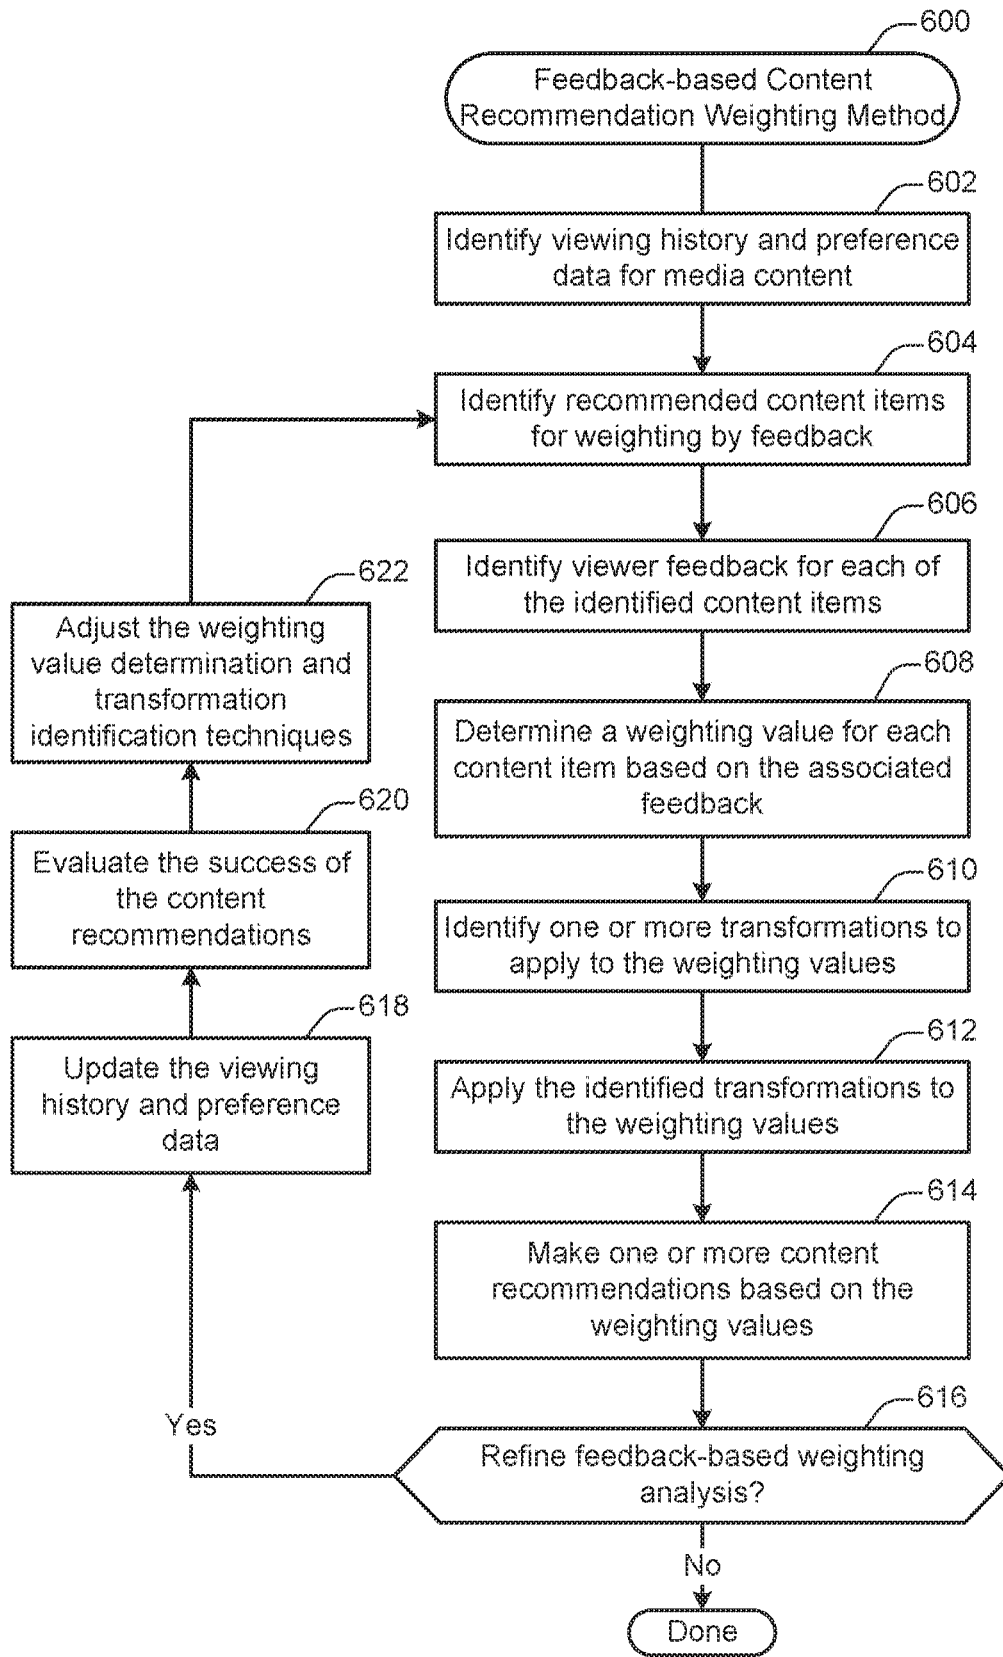 600
Feedback-based Content
Recommendation Weighting Method
602
Identify viewing history and preference
data for media content
604
Identify recommended content items
for weighting by feedback
606
Identify viewer feedback for each of
the identified content items
608
Determine a weighting value for each
content item based on the associated
feedback
610
Identify one or more transformations to
apply to the weighting values
612
Apply the identified transformations to
the weighting values
614
Make one or more content
recommendations based on the
weighting values
616
Refine feedback-based weighting
analysis?
No
Done
Yes
618
Update the viewing
history and preference
data
620
Evaluate the success of
the content
recommendations
622
Adjust the weighting
value determination and
transformation
identification techniques